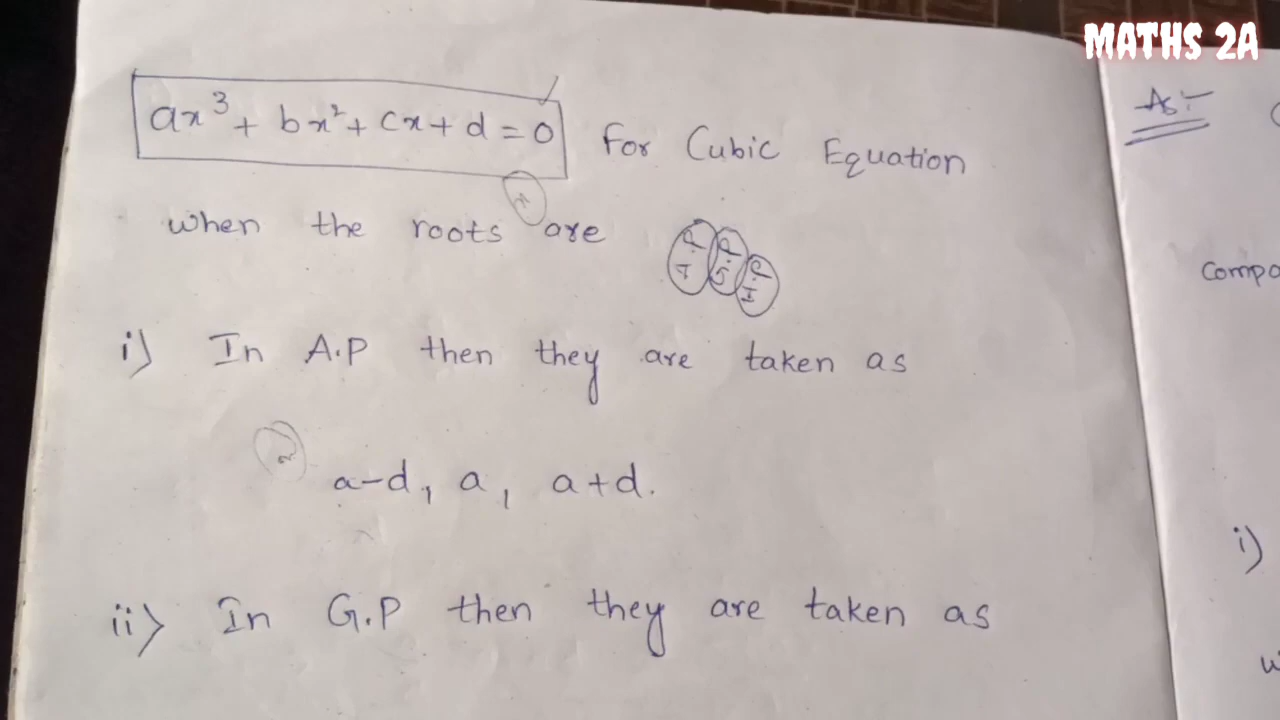 MATHS 2A
ax³ + bx² + cx + d = 0 For Cubic Equation
when the roots are
A.P G.P H.P
i) In A.P then they are taken as
a-d, a, a+d.
ii) In G.P then they are taken as
As:-
i)